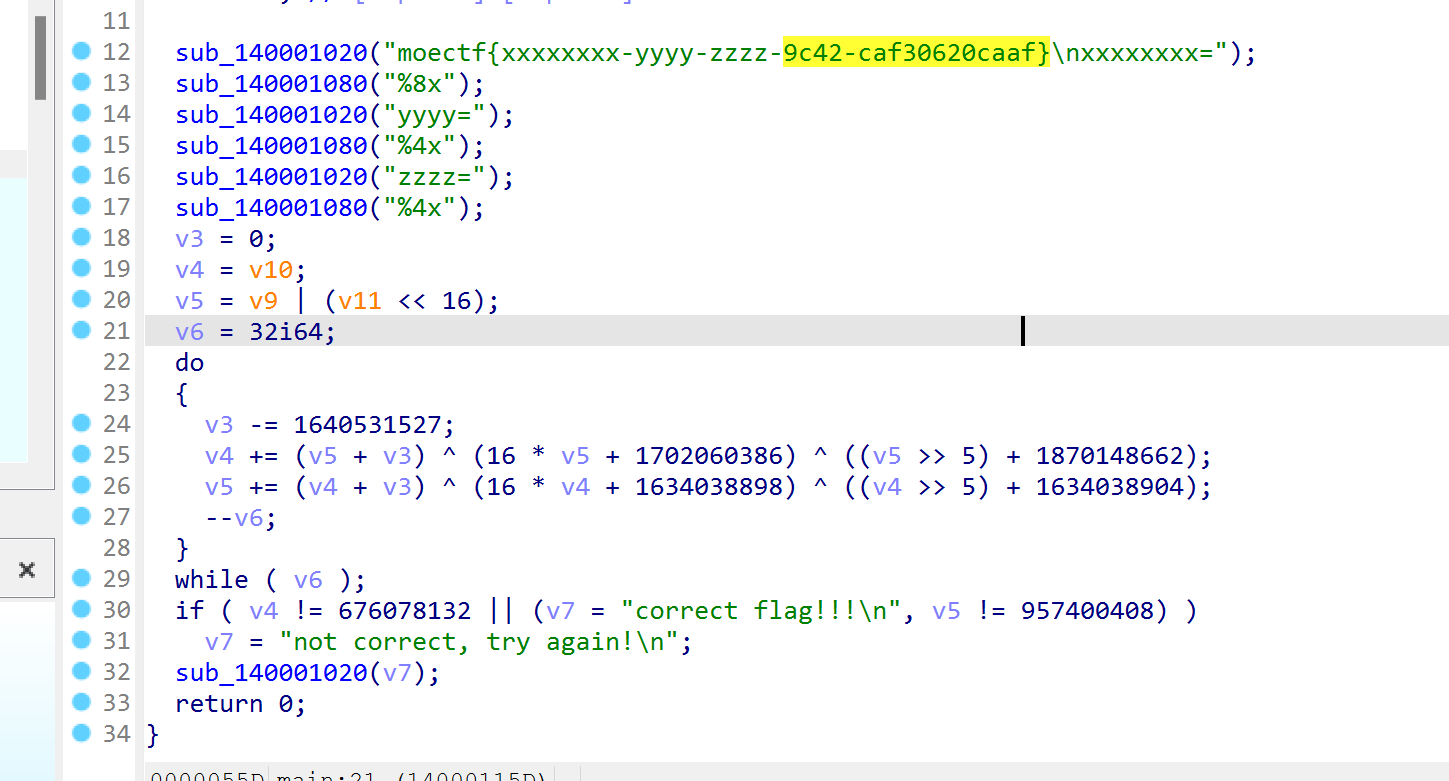 11
12 sub_140001020("moectf{xxxxxxxx-yyyy-zzzz-9c42-caf30620caaf}\nxxxxxxxx=");
13 sub_140001080("%8x");
14 sub_140001020("yyyy=");
15 sub_140001080("%4x");
16 sub_140001020("zzzz=");
17 sub_140001080("%4x");
18 v3 = 0;
19 v4 = v10;
20 v5 = v9 | (v11 << 16);
21 v6 = 32i64;
22 do
23 {
24 v3 -= 1640531527;
25 v4 += (v5 + v3) ^ (16 * v5 + 1702060386) ^ ((v5 >> 5) + 1870148662);
26 v5 += (v4 + v3) ^ (16 * v4 + 1634038898) ^ ((v4 >> 5) + 1634038904);
27 --v6;
28 }
29 while ( v6 );
30 if ( v4 != 676078132 || (v7 = "correct flag!!!\n", v5 != 957400408) )
31 v7 = "not correct, try again!\n";
32 sub_140001020(v7);
33 return 0;
34 }
0000055D main:21 (14000115D)